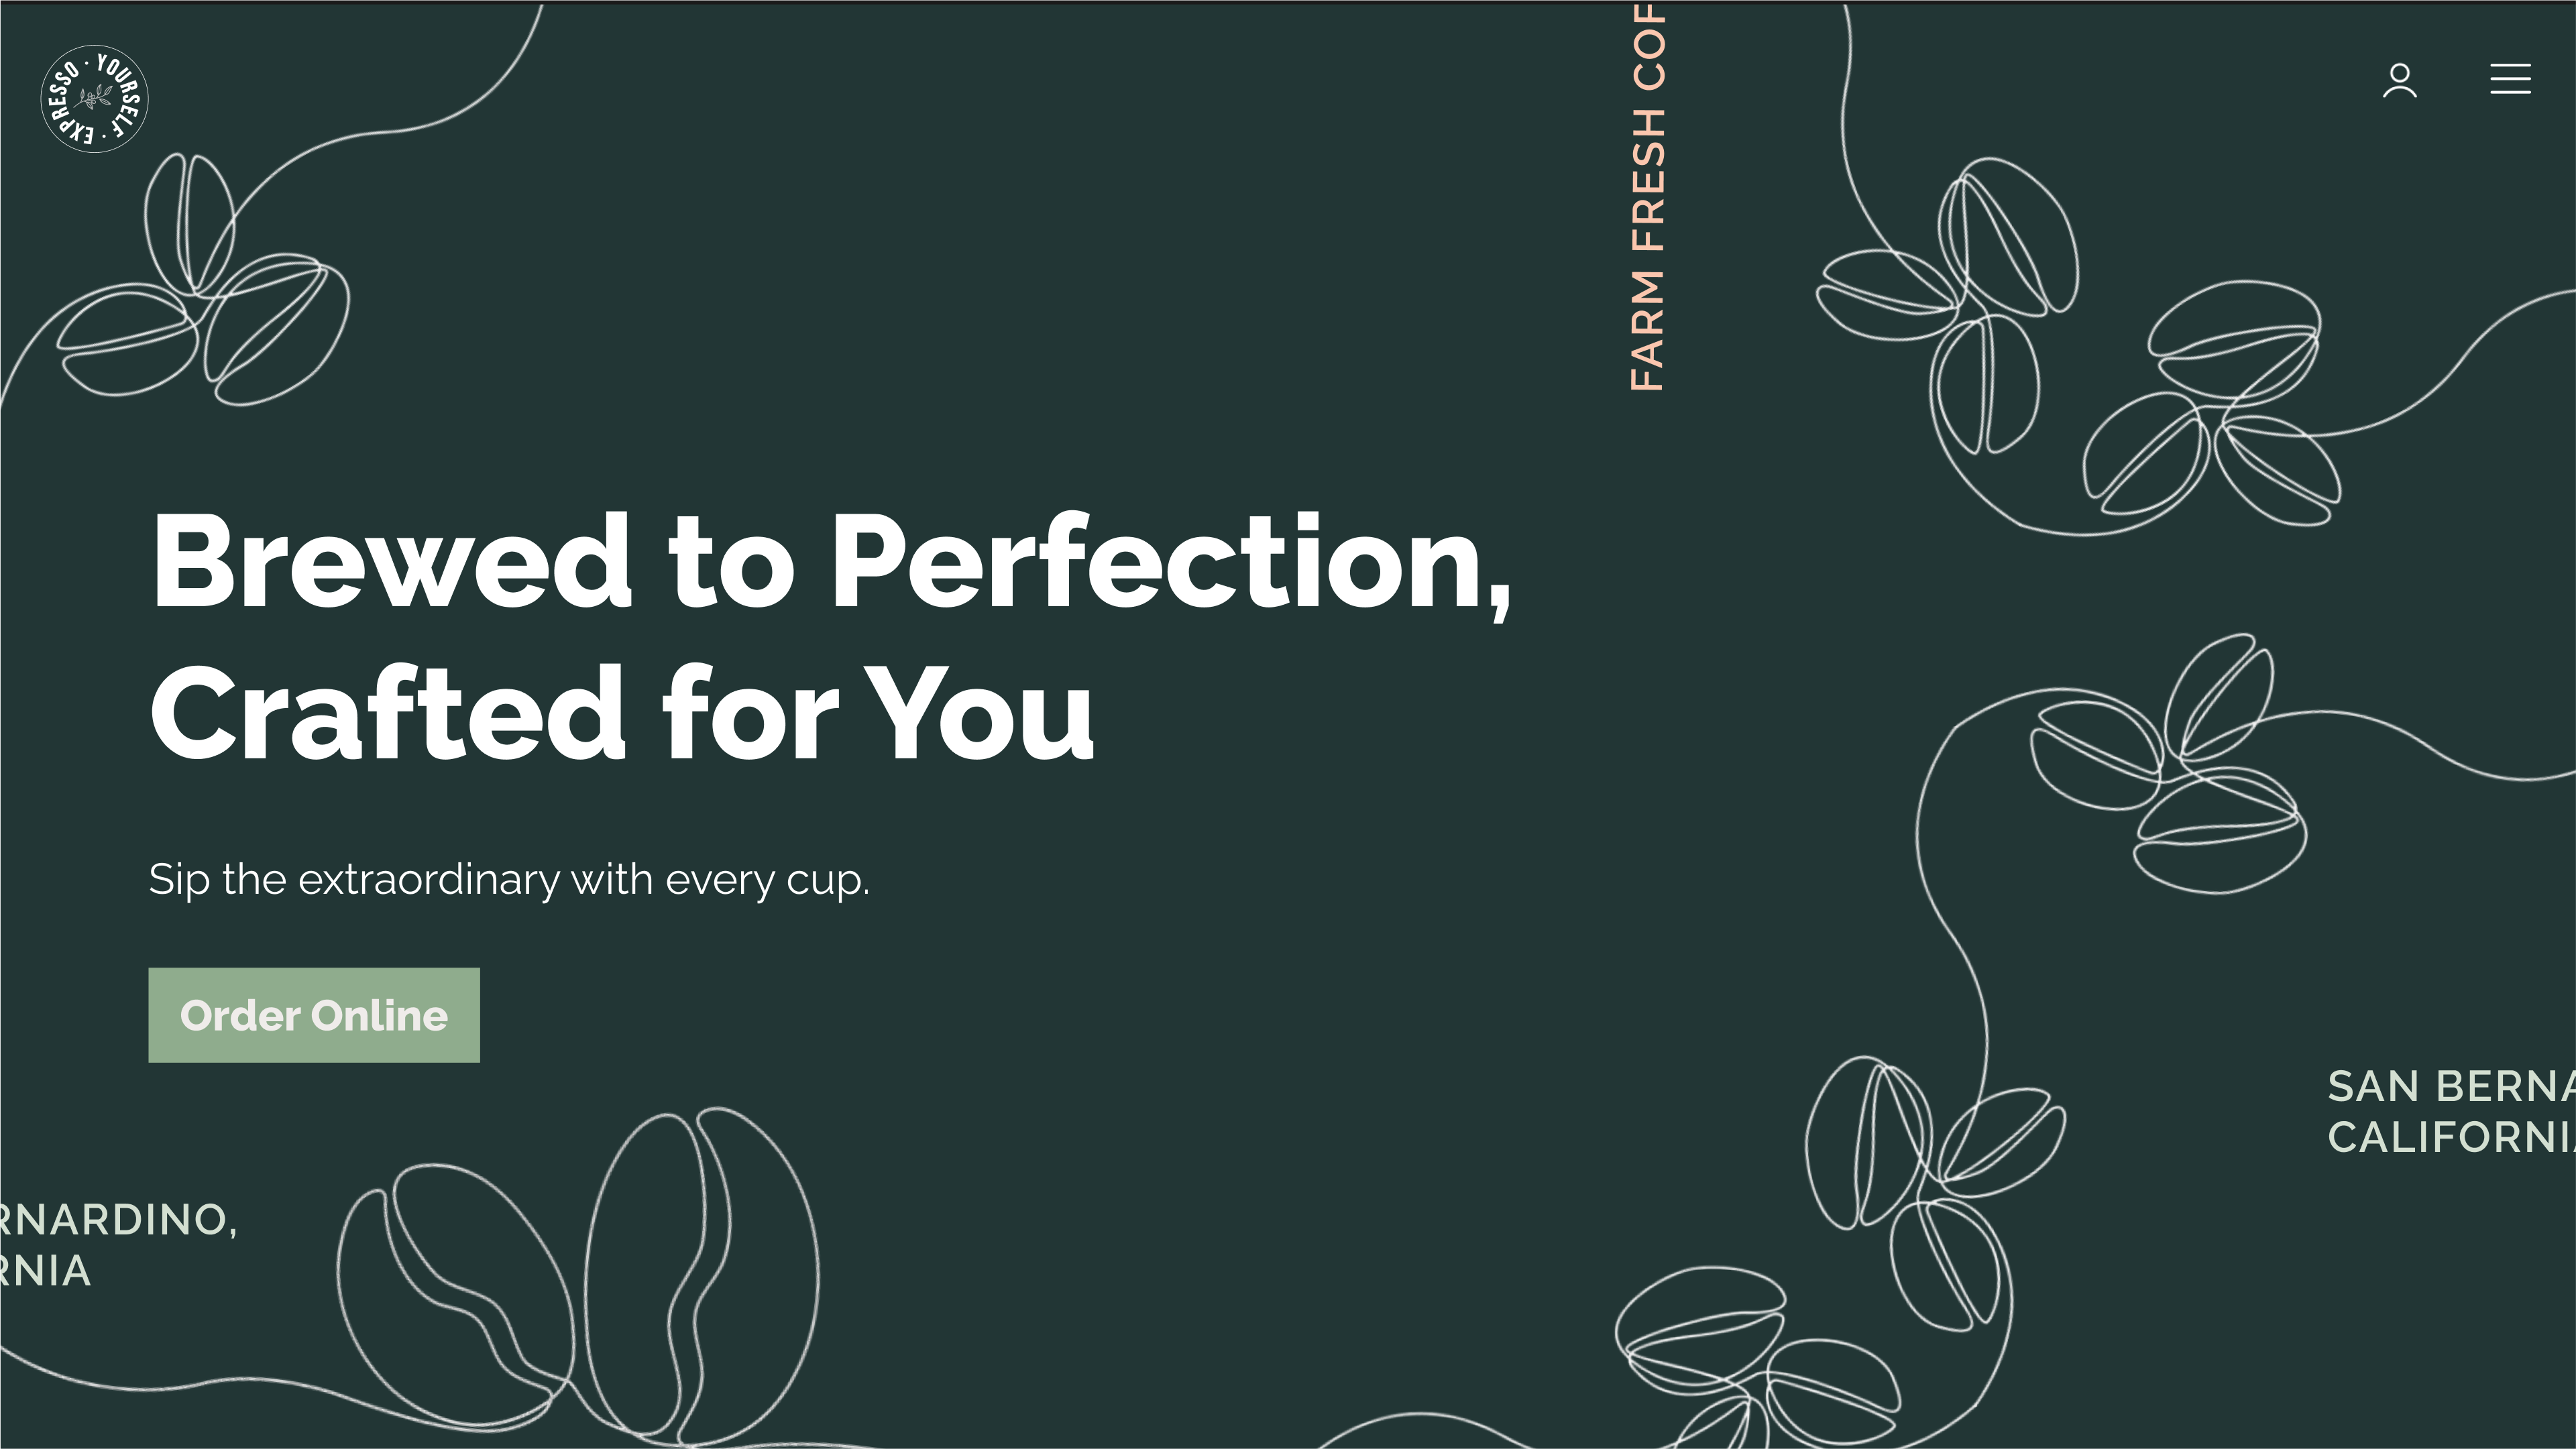 EXPRESSO · YOURSELF ·
FARM FRESH COF
Brewed to Perfection,
Crafted for You
Sip the extraordinary with every cup.
Order Online
SAN BERNA
CALIFORNIA
RNARDINO,
RNIA